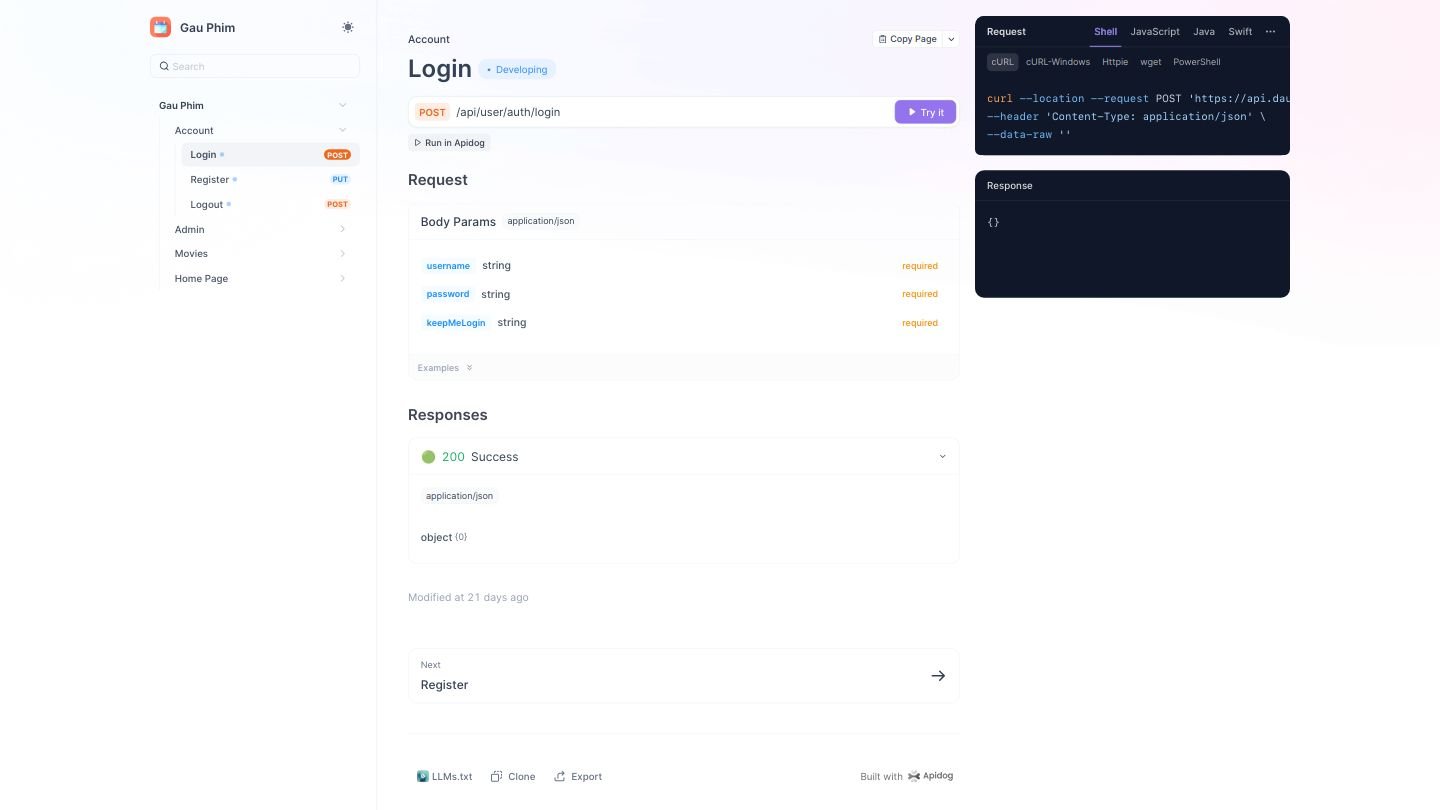 Gau Phim
Search
Gau Phim
Account
Login POST
Register PUT
Logout POST
Admin
Movies
Home Page
Account
Copy Page
Login Developing
POST /api/user/auth/login Try it
Run in Apidog
Request
Body Params application/json
username string required
password string required
keepMeLogin string required
Examples
Responses
200 Success
application/json
object {0}
Modified at 21 days ago
Next
Register
LLMs.txt Clone Export
Built with Apidog
Request Shell JavaScript Java Swift ···
cURL cURL-Windows Httpie wget PowerShell
curl --location --request POST 'https://api.dau
--header 'Content-Type: application/json' \
--data-raw ''
Response
{}